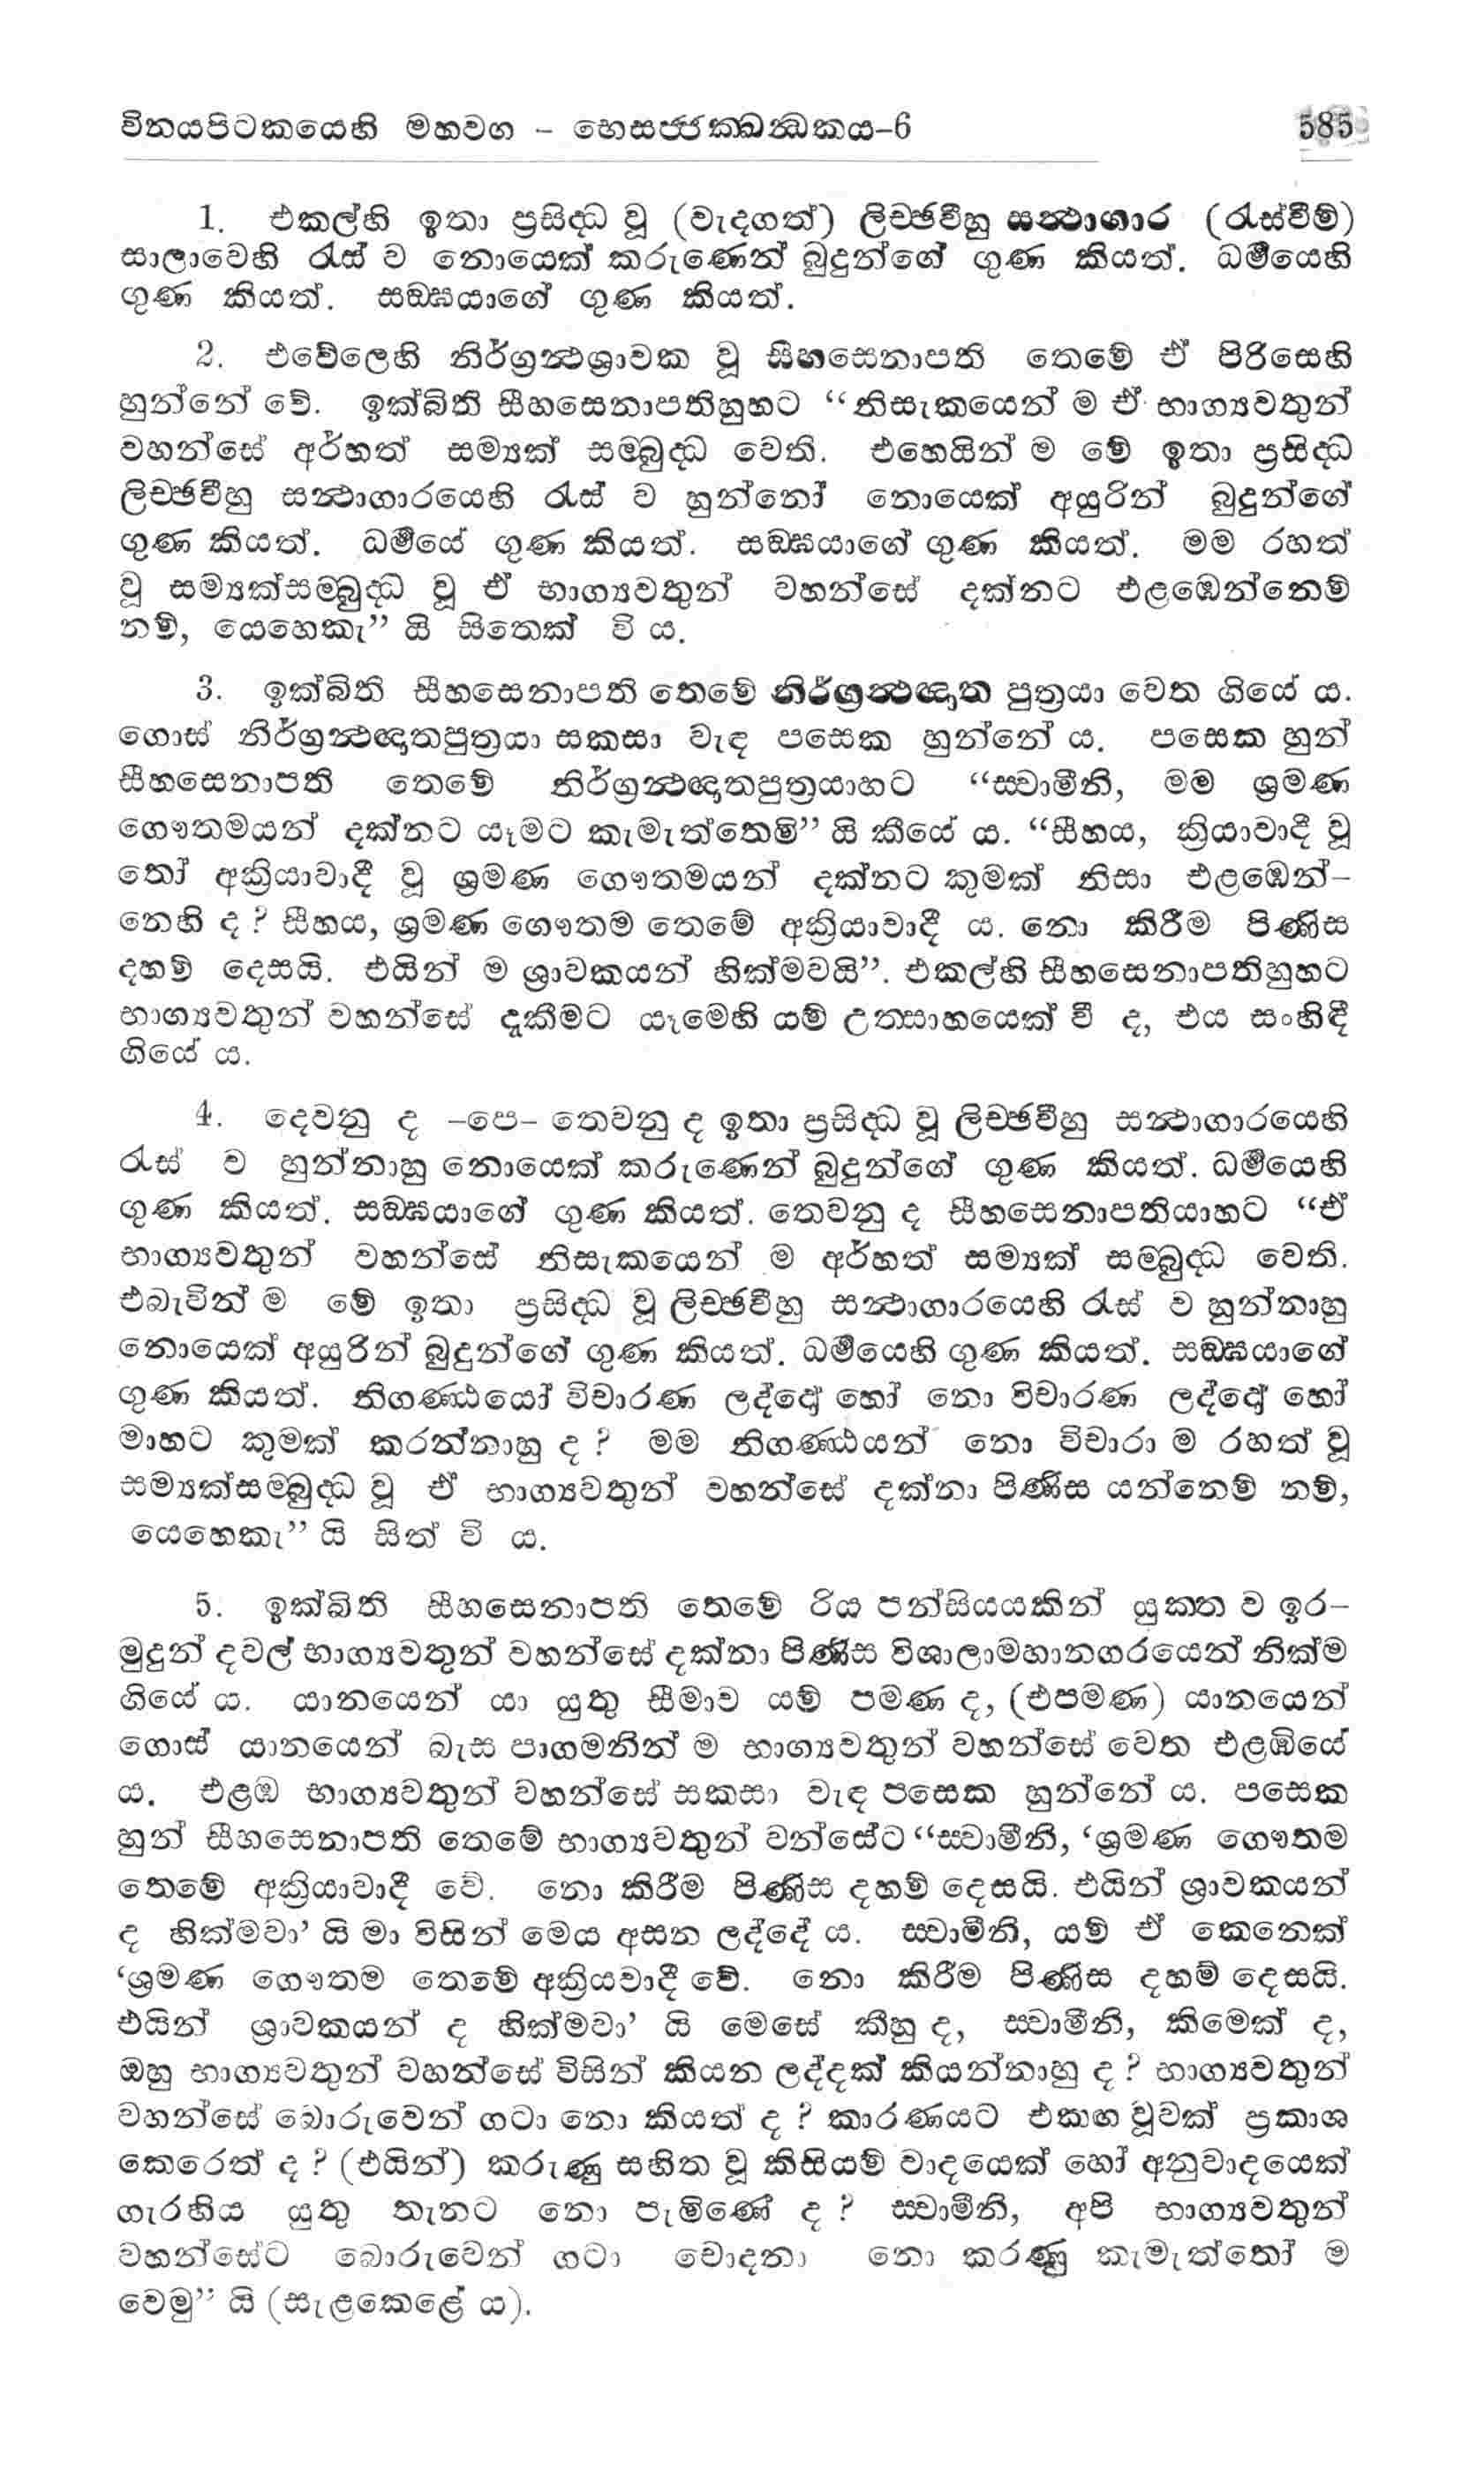 විනයපිටකයෙහි මහවග - භෙසජ්ජක්ඛන්ධකය-6 585
1. එකල්හි ඉතා ප්‍රසිද්ධ වූ (වැදගත්) ලිච්ඡවීහු සන්‍ථාගාර (රැස්වීම්)
සාලාවෙහි රැස් ව නොයෙක් කරුණෙන් බුදුන්ගේ ගුණ කියත්. ධර්‍මයෙහි
ගුණ කියත්. සඞ්ඝයාගේ ගුණ කියත්.
2. එවේලෙහි නිර්ග්‍රන්‍ථශ්‍රාවක වූ සීහසෙනාපති තෙමේ ඒ පිරිසෙහි
හුන්නේ වේ. ඉක්බිති සීහසෙනාපතිහුහට “නිසැකයෙන් ම ඒ භාග්‍යවතුන්
වහන්සේ අර්හත් සම්‍යක් සම්බුද්ධ වෙති. එහෙයින් ම මේ ඉතා ප්‍රසිද්ධ
ලිච්ඡවීහු සන්‍ථාගාරයෙහි රැස් ව හුන්නෝ නොයෙක් අයුරින් බුදුන්ගේ
ගුණ කියත්. ධර්‍මයේ ගුණ කියත්. සඞ්ඝයාගේ ගුණ කියත්. මම රහත්
වූ සම්‍යක්සම්බුද්ධ වූ ඒ භාග්‍යවතුන් වහන්සේ දක්නට එළඹෙන්නෙම්
නම්, යෙහෙකැ” යි සිතෙක් වි ය.
3. ඉක්බිති සීහසෙනාපති තෙමේ නිර්ග්‍රන්‍ථඥාත පුත්‍රයා වෙත ගියේ ය.
ගොස් නිර්ග්‍රන්‍ථඥාතපුත්‍රයා සකසා වැඳ පසෙක හුන්නේ ය. පසෙක හුන්
සීහසෙනාපති තෙමේ නිර්ග්‍රන්‍ථඥාතපුත්‍රයාහට “ස්වාමීනි, මම ශ්‍රමණ
ගෞතමයන් දක්නට යෑමට කැමැත්තෙමි” යි කීයේ ය. “සීහය, ක්‍රියාවාදී වූ
තෝ අක්‍රියාවාදී වූ ශ්‍රමණ ගෞතමයන් දක්නට කුමක් නිසා එළඹෙන්-
නෙහි ද? සීහය, ශ්‍රමණ ගෞතම තෙමේ අක්‍රියාවාදී ය. නො කිරීම පිණිස
දහම් දෙසයි. එයින් ම ශ්‍රාවකයන් හික්මවයි”. එකල්හි සීහසෙනාපතිහුහට
භාග්‍යවතුන් වහන්සේ දැකීමට යෑමෙහි යම් උත්සාහයෙක් වී ද, එය සංහිඳී
ගියේ ය.
4. දෙවනු ද -පෙ- තෙවනු ද ඉතා ප්‍රසිද්ධ වූ ලිච්ඡවීහු සන්‍ථාගාරයෙහි
රැස් ව හුන්නාහු නොයෙක් කරුණෙන් බුදුන්ගේ ගුණ කියත්. ධර්‍මයෙහි
ගුණ කියත්. සඞ්ඝයාගේ ගුණ කියත්. තෙවනු ද සීහසෙනාපතියාහට “ඒ
භාග්‍යවතුන් වහන්සේ නිසැකයෙන් ම අර්හත් සම්‍යක් සම්බුද්ධ වෙති.
එබැවින් ම මේ ඉතා ප්‍රසිද්ධ වූ ලිච්ඡවීහු සන්‍ථාගාරයෙහි රැස් ව හුන්නාහු
නොයෙක් අයුරින් බුදුන්ගේ ගුණ කියත්. ධර්‍මයෙහි ගුණ කියත්. සඞ්ඝයාගේ
ගුණ කියත්. නිගණ්ඨයෝ විචාරණ ලද්දෝ හෝ නො විචාරණ ලද්දෝ හෝ
මාහට කුමක් කරන්නාහු ද? මම නිගණ්ඨයන් නො විචාරා ම රහත් වූ
සම්‍යක්සම්බුද්ධ වූ ඒ භාග්‍යවතුන් වහන්සේ දක්නා පිණිස යන්නෙම් නම්,
යෙහෙකැ” යි සිත් වි ය.
5. ඉක්බිති සීහසෙනාපති තෙමේ රිය පන්සියයකින් යුක්ත ව ඉර-
මුදුන් දවල් භාග්‍යවතුන් වහන්සේ දක්නා පිණිස විශාලාමහානගරයෙන් නික්ම
ගියේ ය. යානයෙන් යා යුතු සීමාව යම් පමණ ද, (එපමණ) යානයෙන්
ගොස් යානයෙන් බැස පාගමනින් ම භාග්‍යවතුන් වහන්සේ වෙත එළඹියේ
ය. එළඹ භාග්‍යවතුන් වහන්සේ සකසා වැඳ පසෙක හුන්නේ ය. පසෙක
හුන් සීහසෙනාපති තෙමේ භාග්‍යවතුන් වන්සේට “ස්වාමීනි, ‘ශ්‍රමණ ගෞතම
තෙමේ අක්‍රියාවාදී වේ. නො කිරීම පිණිස දහම් දෙසයි. එයින් ශ්‍රාවකයන්
ද හික්මවා’ යි මා විසින් මෙය අසන ලද්දේ ය. ස්වාමීනි, යම් ඒ කෙනෙක්
‘ශ්‍රමණ ගෞතම තෙමේ අක්‍රියවාදී වේ. නො කිරීම පිණිස දහම් දෙසයි.
එයින් ශ්‍රාවකයන් ද හික්මවා’ යි මෙසේ කීහු ද, ස්වාමීනි, කිමෙක් ද,
ඔහු භාග්‍යවතුන් වහන්සේ විසින් කියන ලද්දක් කියන්නාහු ද? භාග්‍යවතුන්
වහන්සේ බොරුවෙන් ගටා නො කියත් ද? කාරණයට එකඟ වූවක් ප්‍රකාශ
කෙරෙත් ද? (එයින්) කරුණු සහිත වූ කිසියම් වාදයෙක් හෝ අනුවාදයෙක්
ගැරහිය යුතු තැනට නො පැමිණේ ද? ස්වාමීනි, අපි භාග්‍යවතුන්
වහන්සේට බොරුවෙන් ගටා චොදනා නො කරණු කැමැත්තෝ ම
වෙමු” යි (සැළකෙළේ ය).